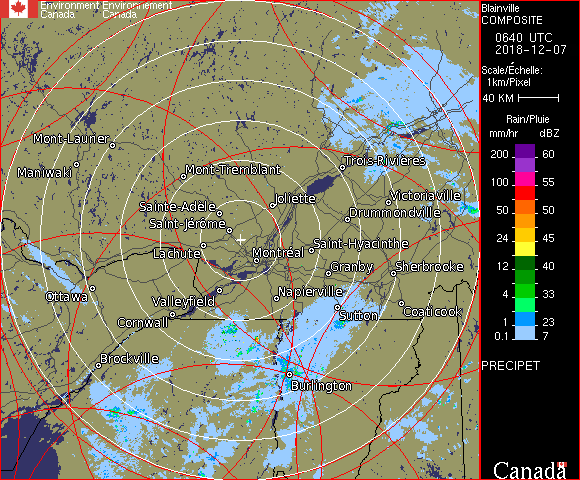 Environment Environnement
Canada Canada
Blainville
COMPOSITE
0640 UTC
2018-12-07
Scale/Échelle:
1km/Pixel
40 KM
Rain/Pluie
mm/hr dBZ
200 60
100 55
50 50
24 45
12 40
4 33
1 23
0.1 7
PRECIPET
Canada
Mont-Laurier
Maniwaki
Mont-Tremblant
Trois-Rivières
Joliette
Victoriaville
Sainte-Adèle
Drummondville
Saint-Jérôme
Lachute
Montréal
Saint-Hyacinthe
Granby
Sherbrooke
Ottawa
Valleyfield
Napierville
Cornwall
Sutton
Coaticook
Brockville
Burlington